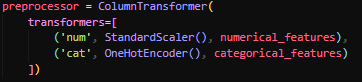 preprocessor = ColumnTransformer(
    transformers=[
        ('num', StandardScaler(), numerical_features),
        ('cat', OneHotEncoder(), categorical_features)
    ])